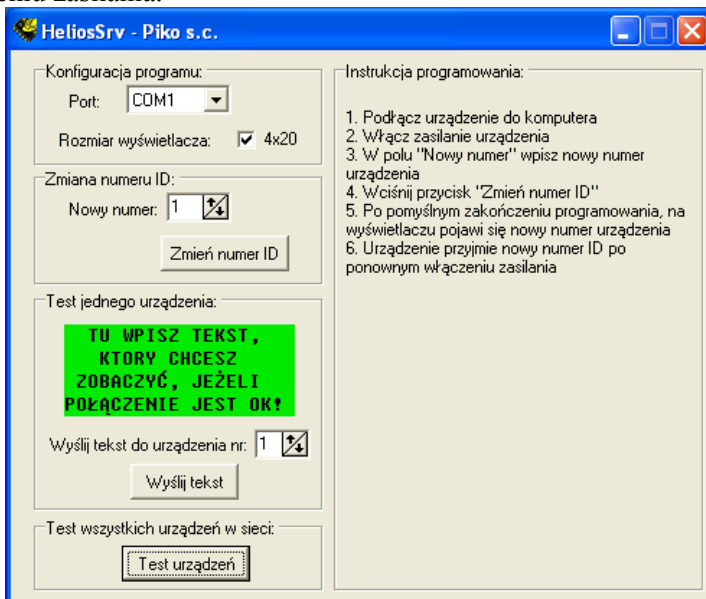 HeliosSrv - Piko s.c.
Konfiguracja programu:
Port: COM1
Rozmiar wyświetlacza: 4x20
Zmiana numeru ID:
Nowy numer: 1
Zmień numer ID
Test jednego urządzenia:
TU WPISZ TEKST,
KTORY CHCESZ
ZOBACZYĆ, JEŻELI
POŁĄCZENIE JEST OK!
Wyślij tekst do urządzenia nr: 1
Wyślij tekst
Test wszystkich urządzeń w sieci:
Test urządzeń
Instrukcja programowania:
1. Podłącz urządzenie do komputera
2. Włącz zasilanie urządzenia
3. W polu "Nowy numer" wpisz nowy numer
urządzenia
4. Wciśnij przycisk "Zmień numer ID"
5. Po pomyślnym zakończeniu programowania, na
wyświetlaczu pojawi się nowy numer urządzenia
6. Urządzenie przyjmie nowy numer ID po
ponownym włączeniu zasilania